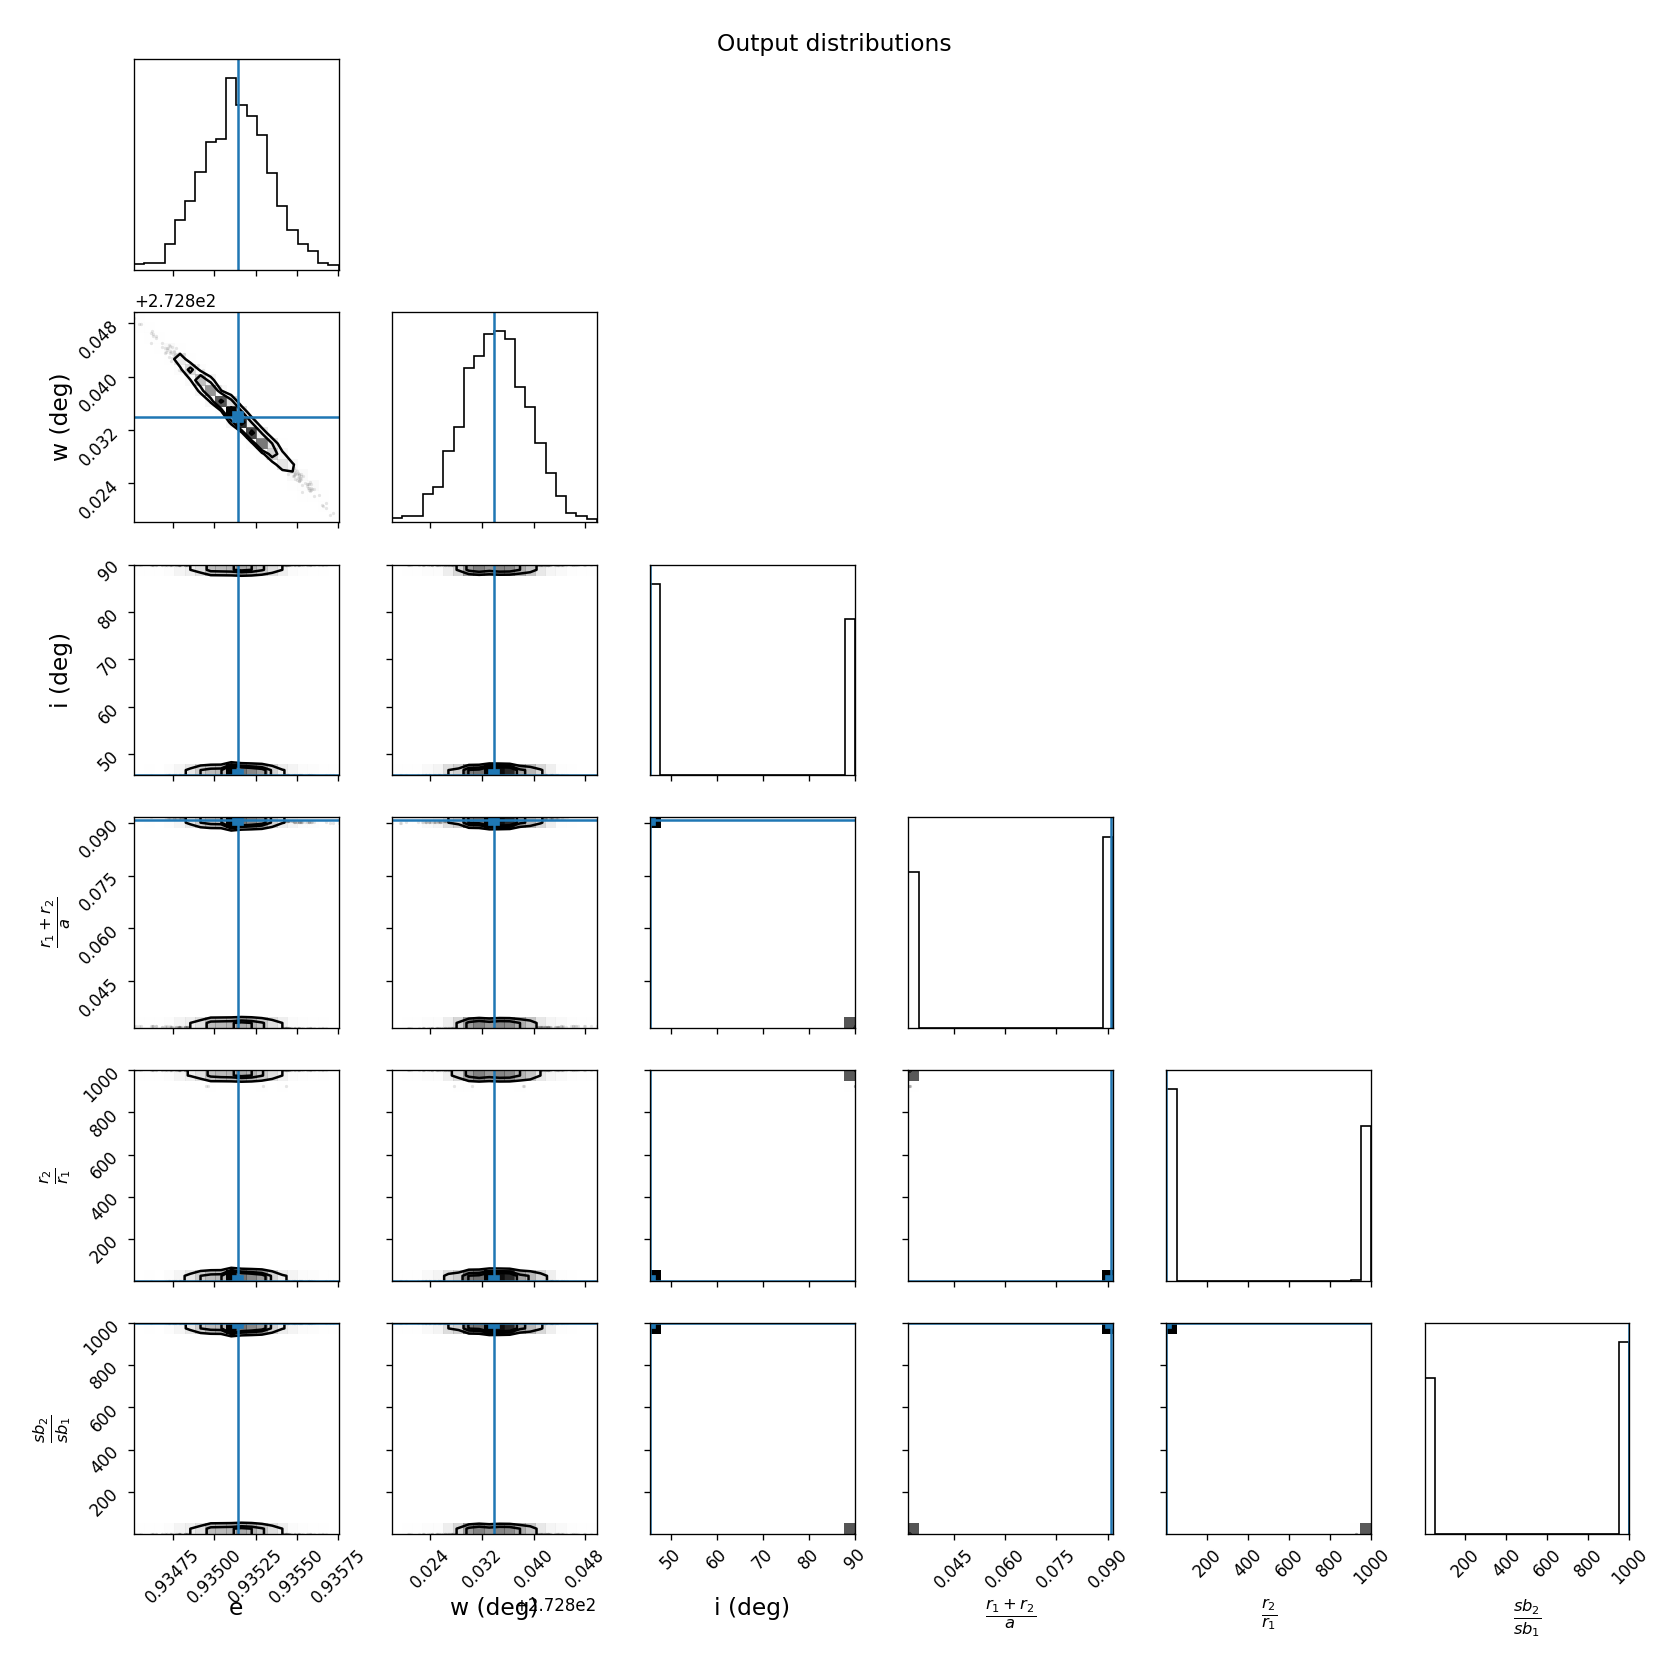 Output distributions
+2.728e2
w (deg)
0.048
0.040
0.032
0.024
i (deg)
90
80
70
60
50
r1 + r2
a
0.090
0.075
0.060
0.045
r2
r1
1000
800
600
400
200
sb2
sb1
1000
800
600
400
200
0.93475 0.93500 0.93525 0.93550 0.93575
0.024 0.032 0.040 0.048
50 60 70 80 90
0.045 0.060 0.075 0.090
200 400 600 800 1000
200 400 600 800 1000
e
w (deg)
+2.728e2
i (deg)
r1 + r2
a
r2
r1
sb2
sb1